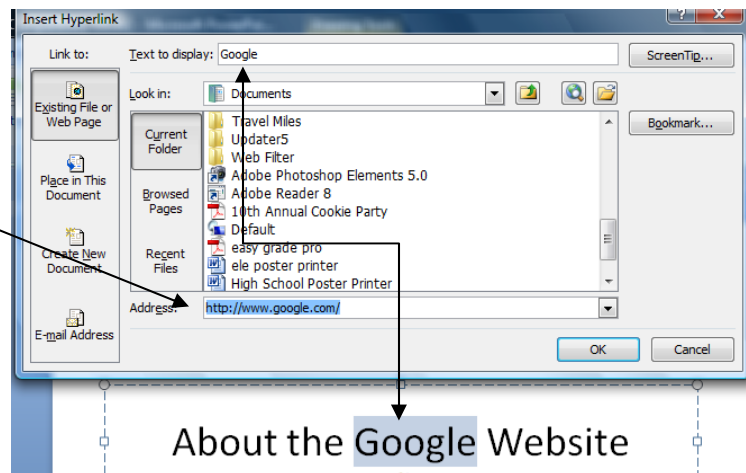 Insert Hyperlink
Link to:
Text to display: Google
ScreenTip...
Existing File or
Web Page
Look in: Documents
Bookmark...
Current
Folder
Travel Miles
Updater5
Web Filter
Adobe Photoshop Elements 5.0
Place in This
Document
Browsed
Pages
Adobe Reader 8
10th Annual Cookie Party
Default
Create New
Document
Recent
Files
easy grade pro
ele poster printer
High School Poster Printer
E-mail Address
Address: http://www.google.com/
OK
Cancel
About the Google Website